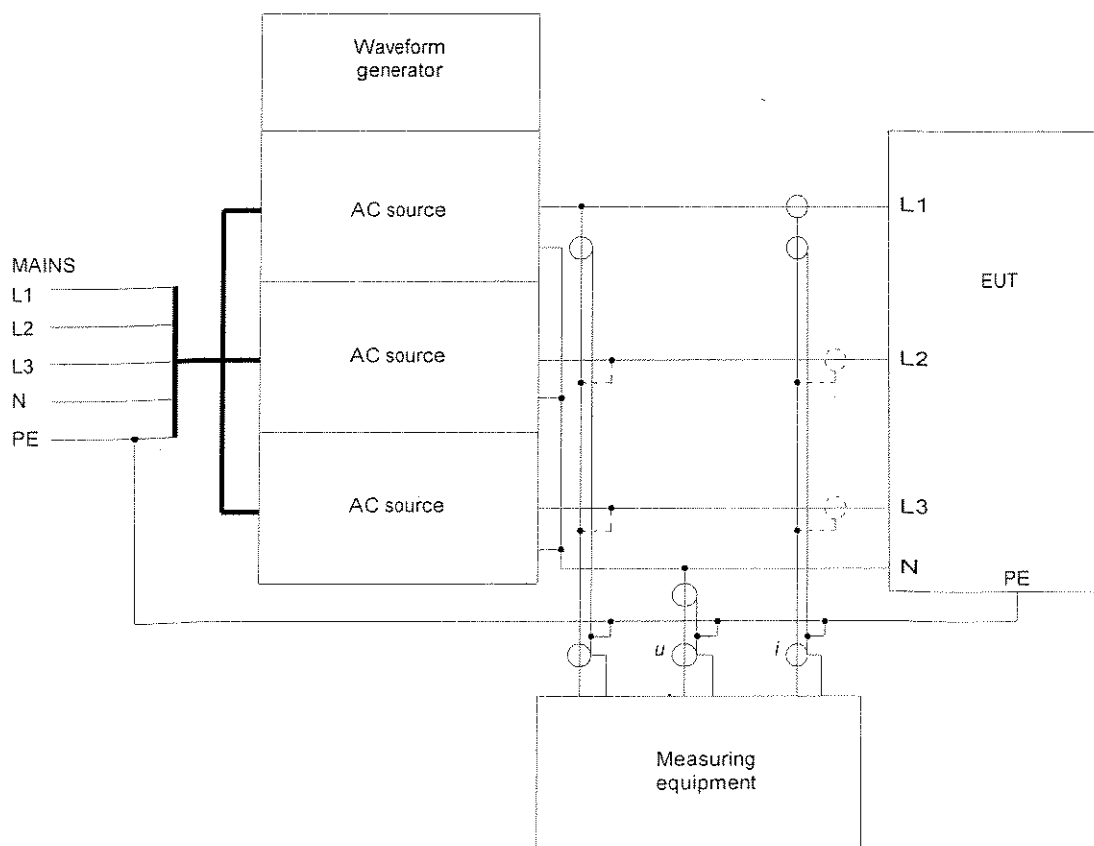 Waveform
generator
AC source
L1
MAINS
EUT
L1
L2
AC source
L2
L3
N
PE
AC source
L3
N
PE
u
i
Measuring
equipment